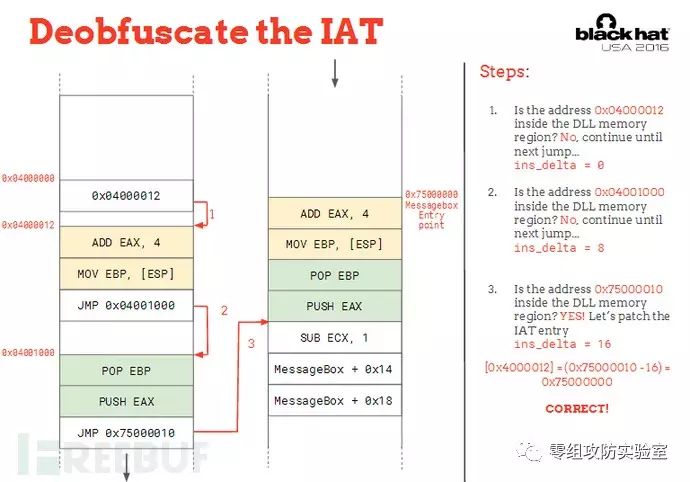 Deobfuscate the IAT
black hat
USA 2016
0x04000000
0x04000012
1
0x04000012
ADD EAX, 4
MOV EBP, [ESP]
JMP 0x04001000
2
0x04001000
POP EBP
PUSH EAX
JMP 0x75000010
3
0x75000000
Messagebox
Entry
point
ADD EAX, 4
MOV EBP, [ESP]
POP EBP
PUSH EAX
SUB ECX, 1
MessageBox + 0x14
MessageBox + 0x18
Steps:
1. Is the address 0x04000012
inside the DLL memory
region? No, continue until
next jump...
ins_delta = 0
2. Is the address 0x04001000
inside the DLL memory
region? No, continue until
next jump...
ins_delta = 8
3. Is the address 0x75000010
inside the DLL memory
region? YES! Let's patch the
IAT entry
ins_delta = 16
[0x4000012] = (0x75000010 - 16) =
0x75000000
CORRECT!
FREEBUF
零组攻防实验室